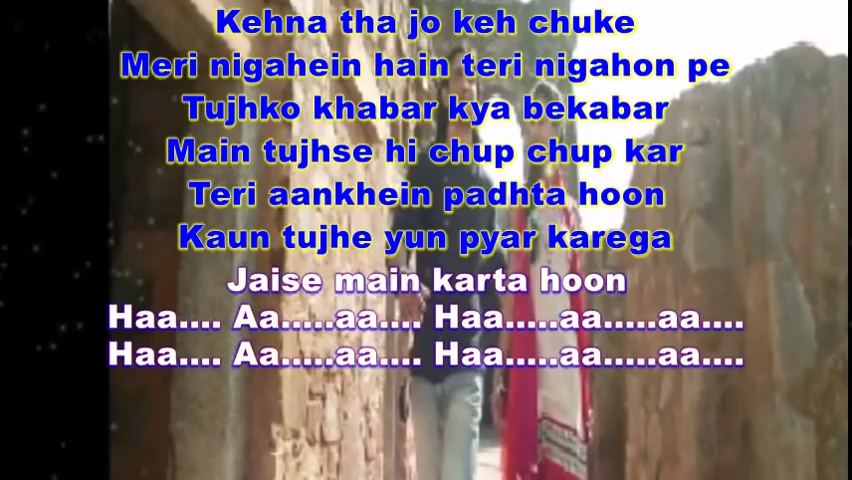 Kehna tha jo keh chuke
Meri nigahein hain teri nigahon pe
Tujhko khabar kya bekabar
Main tujhse hi chup chup kar
Teri aankhein padhta hoon
Kaun tujhe yun pyar karega
Jaise main karta hoon
Haa.... Aa.....aa.... Haa.....aa.....aa....
Haa.... Aa.....aa.... Haa.....aa.....aa....